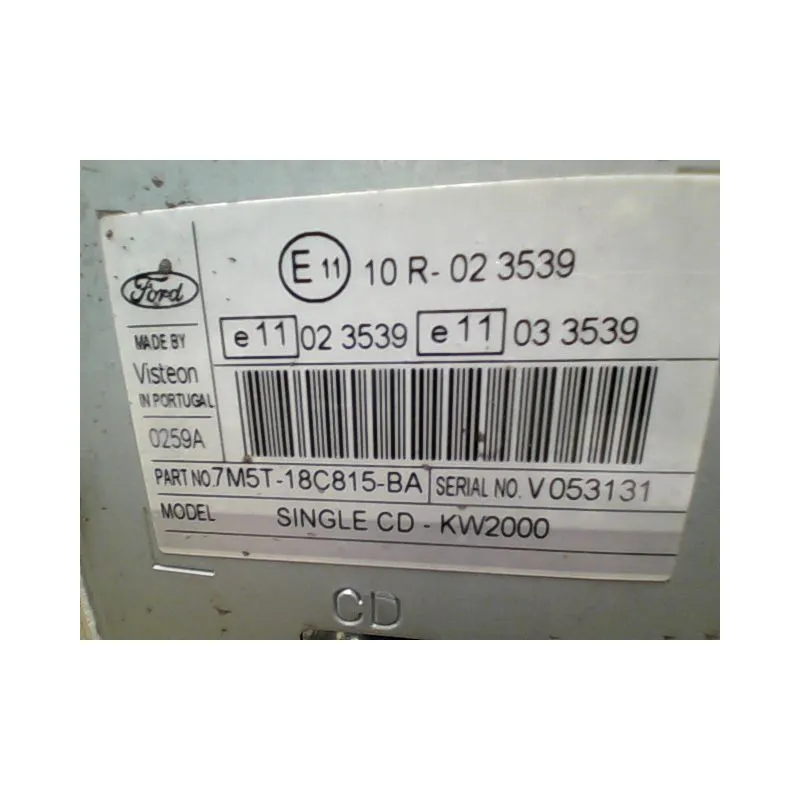 E 11 10 R- 02 3539
Ford
e 11 02 3539 e 11 03 3539
MADE BY
Visteon
IN PORTUGAL
0259A
PART NO. 7M5T-18C815-BA SERIAL NO. V053131
MODEL SINGLE CD - KW2000
CD